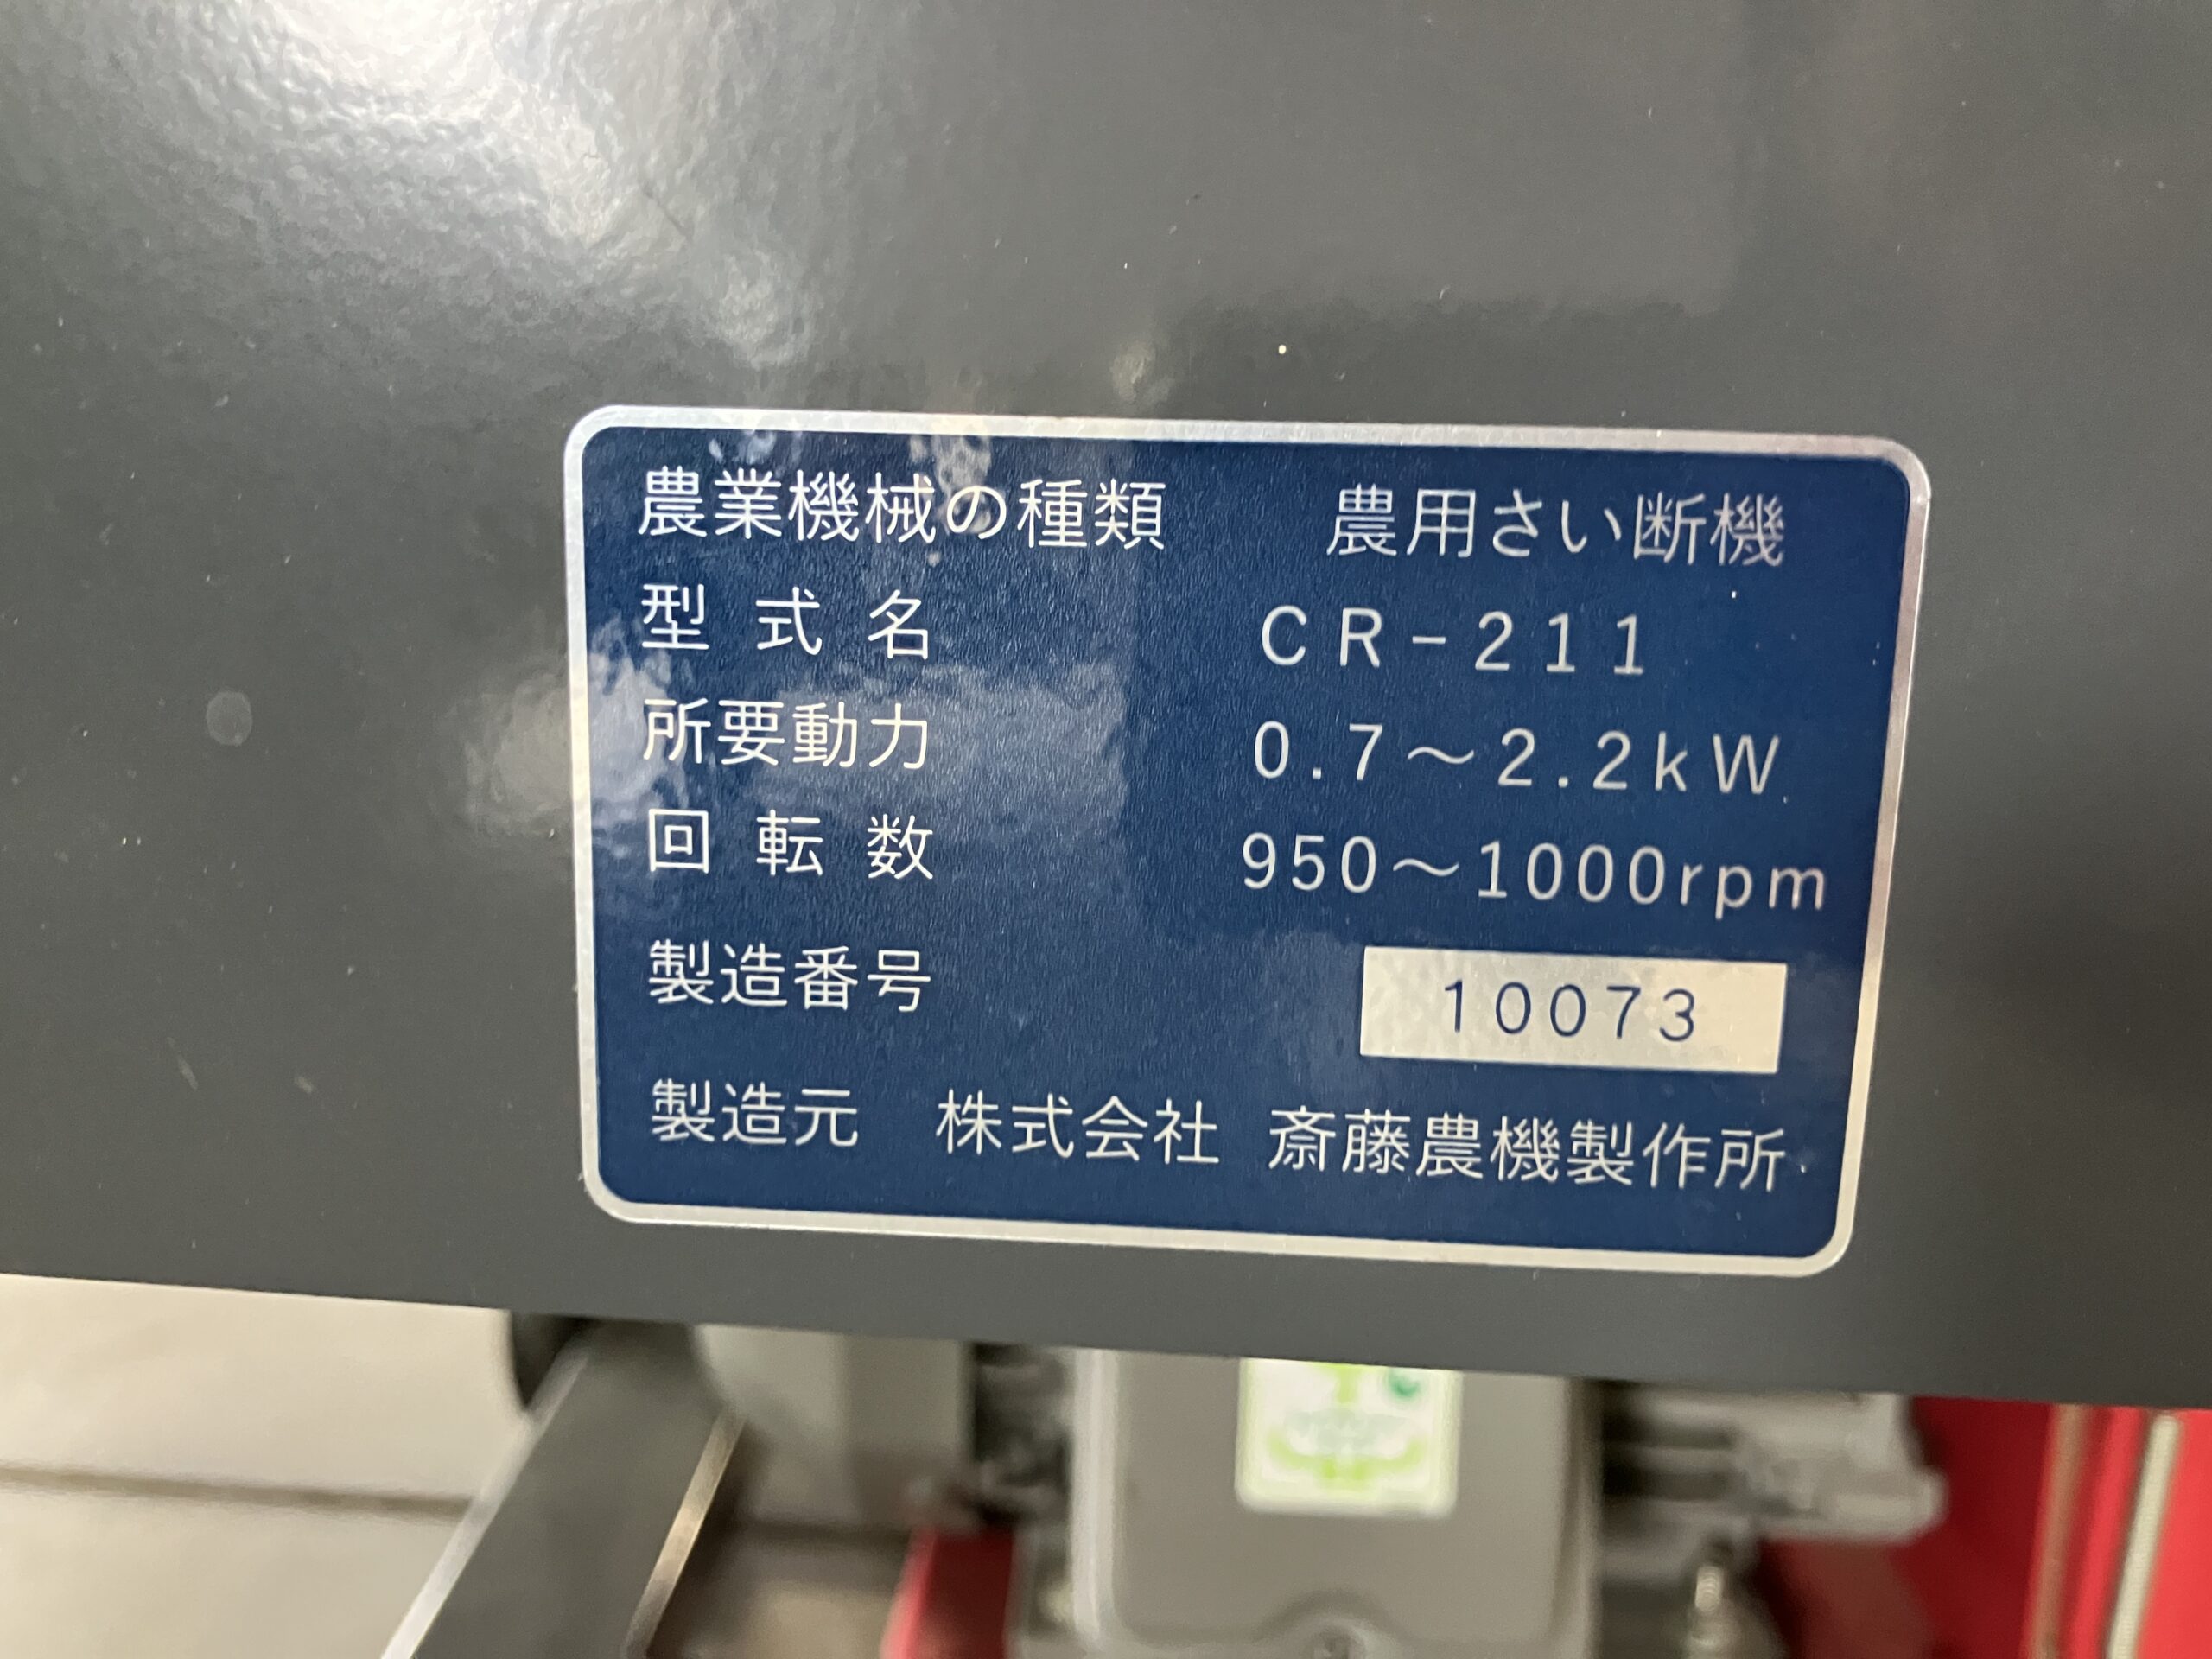 農業機械の種類 農用さい断機
型式名 CR-211
所要動力 0.7～2.2kW
回転数 950～1000rpm
製造番号 10073
製造元 株式会社 斎藤農機製作所